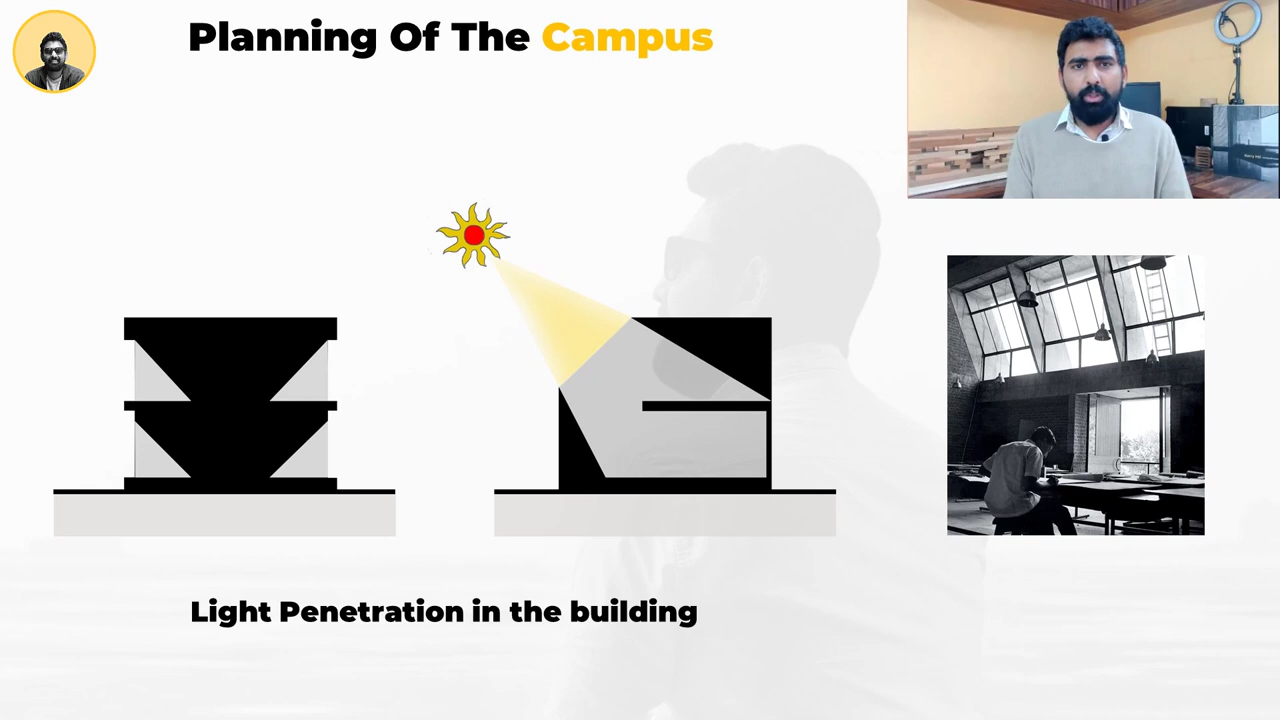 Planning Of The Campus
Light Penetration in the building